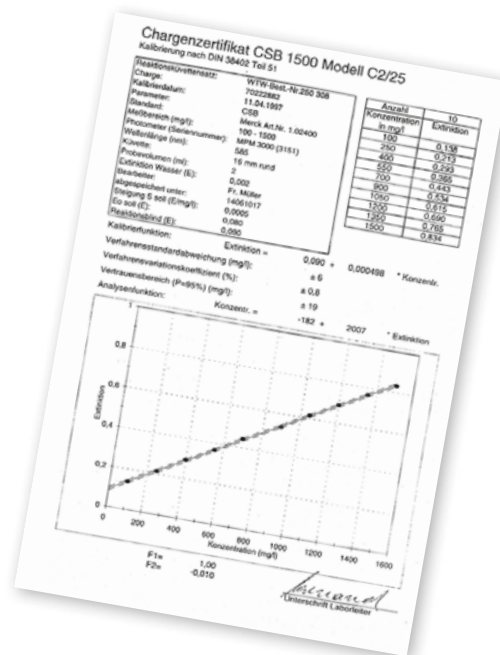 Chargenzertifikat CSB 1500 Modell C2/25
Kalibrierung nach DIN 38402 Teil 51
Reaktionsküvettensatz: WTW-Best.-Nr.250 308
Charge: 70222882
Kalibrierdatum: 11.04.1997
Parameter: CSB
Standard: Merck Art.Nr. 1.02400
Meßbereich (mg/l): 100 - 1500
Photometer (Seriennummer): MPM 3000 (3151)
Wellenlänge (nm): 585
Küvette: 16 mm rund
Probevolumen (ml): 2
Extinktion Wasser (E): 0,002
Bearbeiter: Fr. Müller
abgespeichert unter: 14061017
Steigung S soll (E/mg/l): 0,0005
Eo soll (E): 0,080
Reaktionsblind (E): 0,090
Anzahl 10
Konzentration in mg/l Extinktion
100 0,138
250 0,213
400 0,293
550 0,365
700 0,443
900 0,534
1050 0,615
1200 0,690
1350 0,765
1500 0,834
Kalibrierfunktion: Extinktion = 0,090 + 0,000498 * Konzentr.
Verfahrensstandardabweichung (mg/l): ± 6
Verfahrensvariationskoeffizient (%): ± 0,8
Vertrauensbereich (P=95%) (mg/l): ± 19
Analysenfunktion: Konzentr. = -182 + 2007 * Extinktion
1
0,8
0,6
0,4
0,2
0
Extinktion
0 200 400 600 800 1000 1200 1400 1600
Konzentration (mg/l)
F1= 1,00
F2= -0,010
Unterschrift Laborleiter